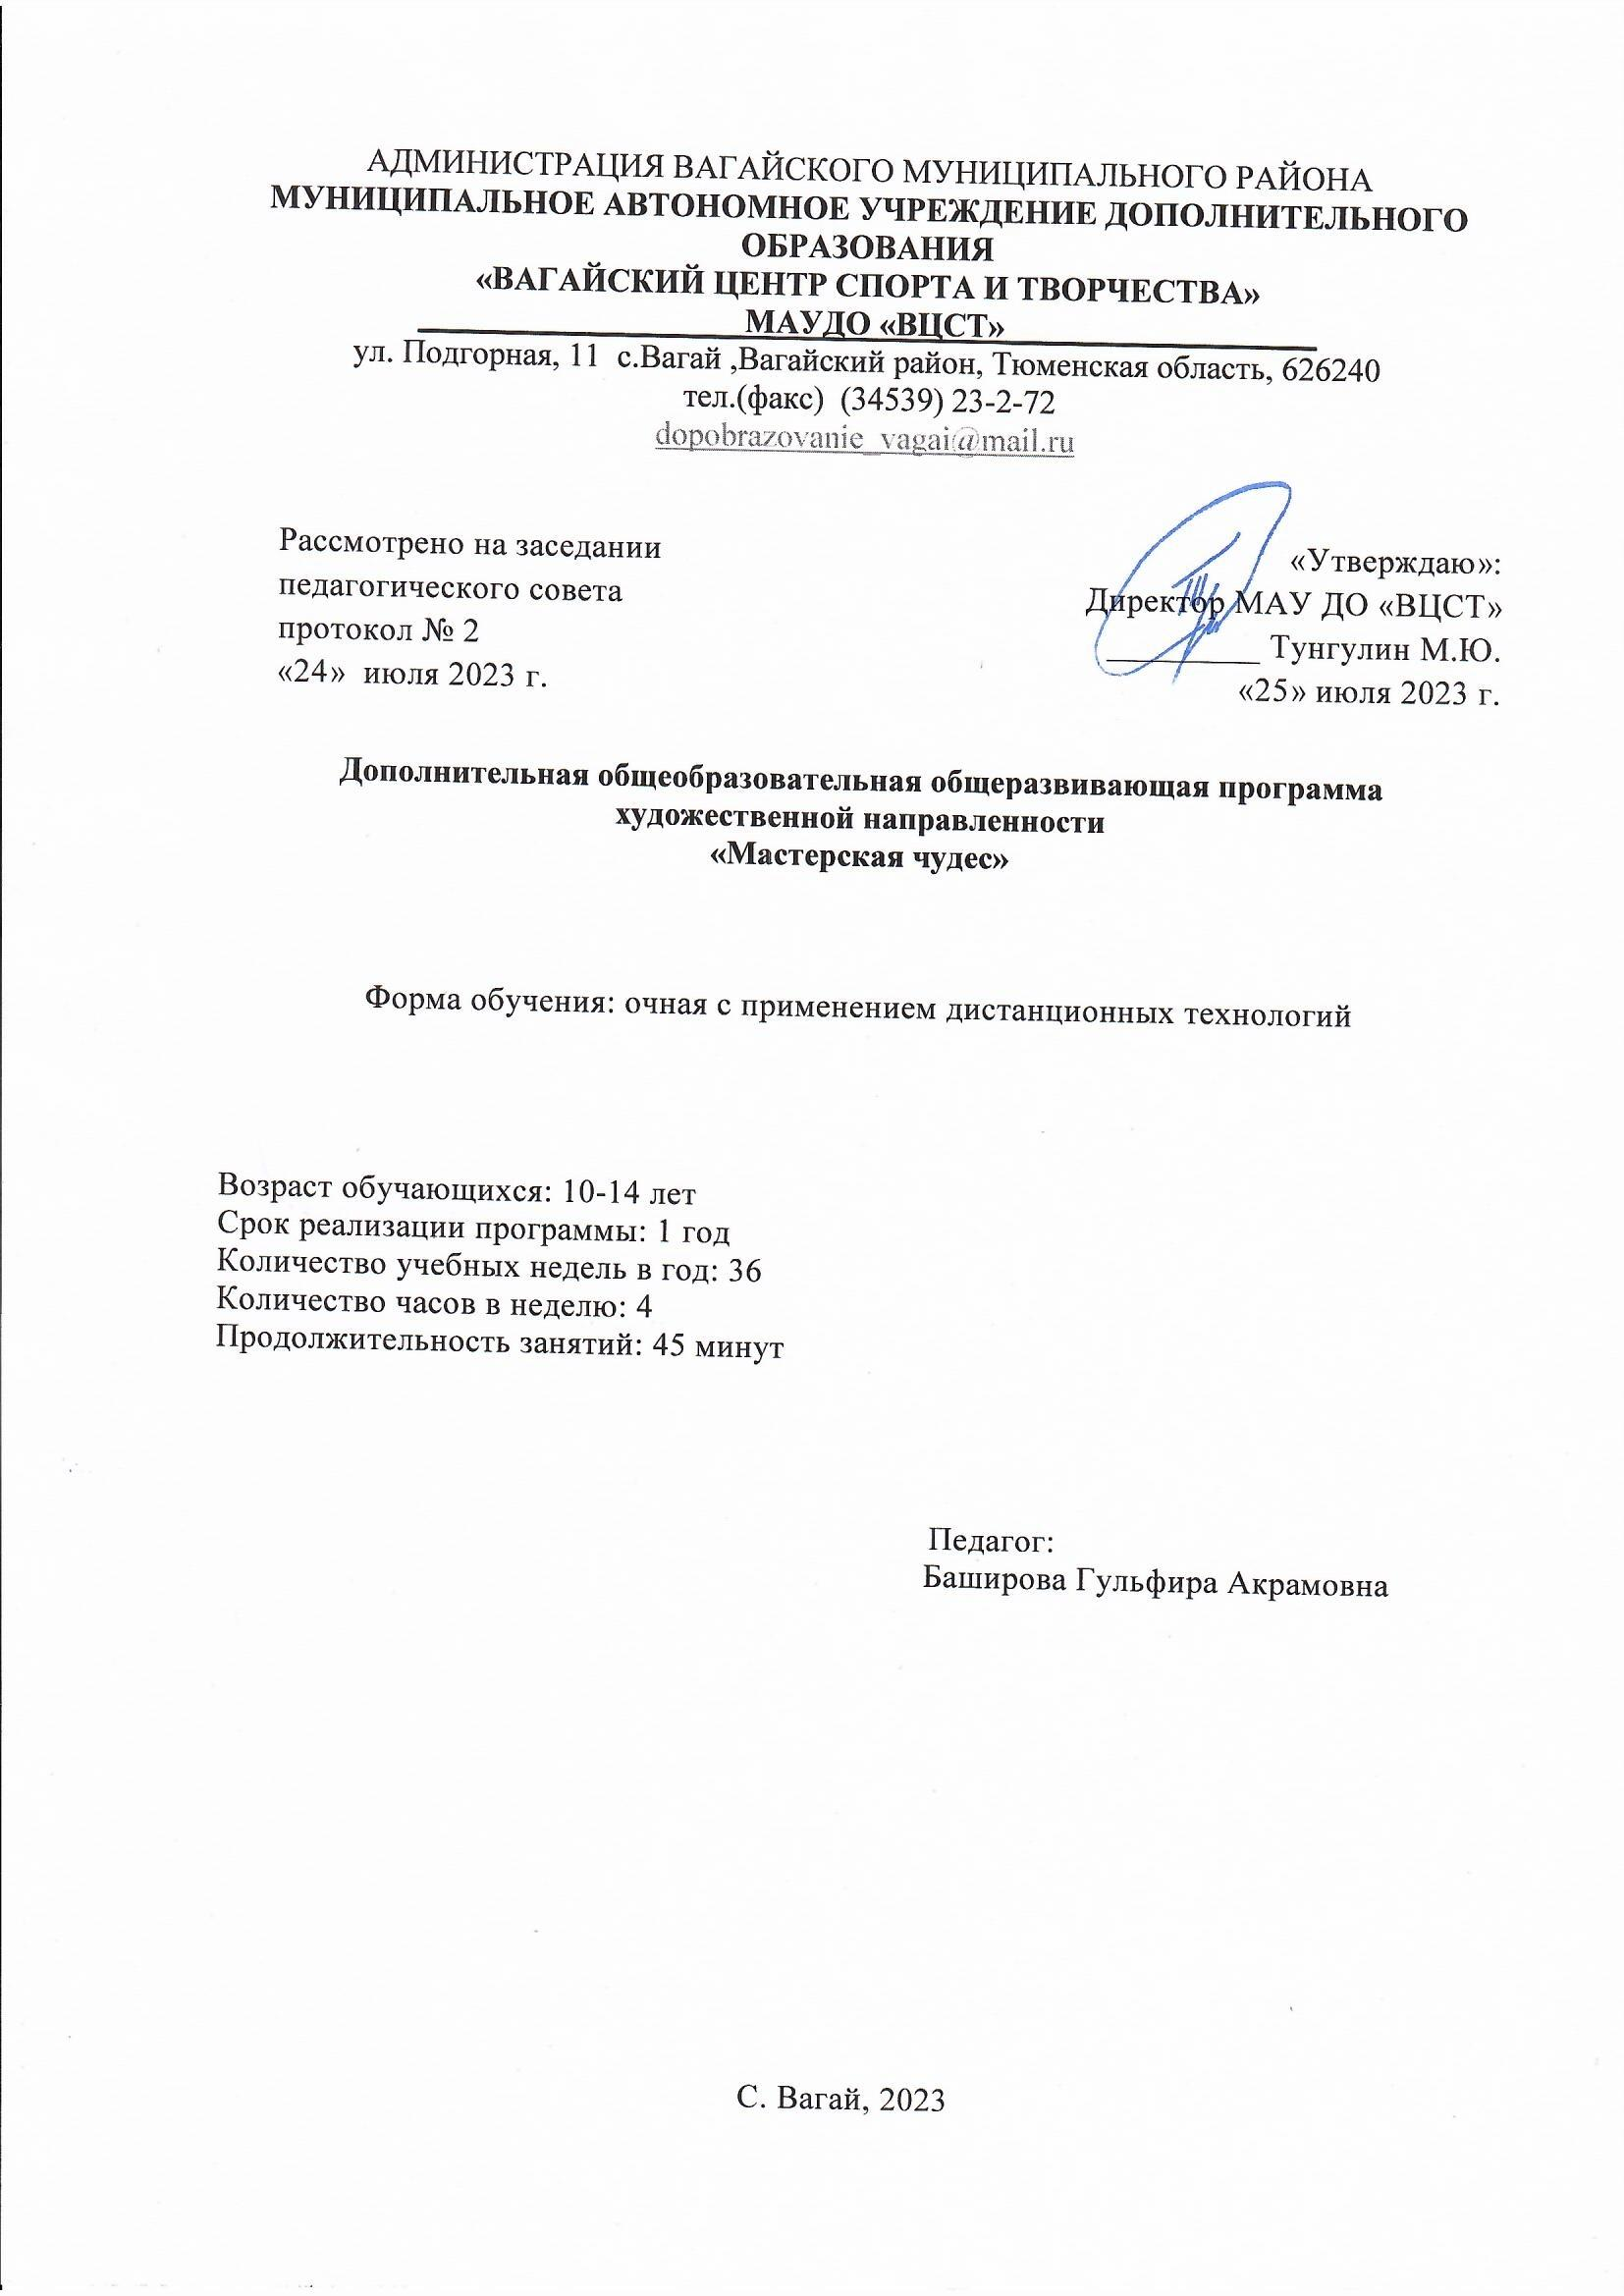 АДМИНИСТРАЦИЯ ВАГАЙСКОГО МУНИЦИПАЛЬНОГО РАЙОНА
МУНИЦИПАЛЬНОЕ АВТОНОМНОЕ УЧРЕЖДЕНИЕ ДОПОЛНИТЕЛЬНОГО
ОБРАЗОВАНИЯ
«ВАГАЙСКИЙ ЦЕНТР СПОРТА И ТВОРЧЕСТВА»
МАУДО «ВЦСТ»
ул. Подгорная, 11 с.Вагай ,Вагайский район, Тюменская область, 626240
тел.(факс) (34539) 23-2-72
dopobrazovanie_vagai@mail.ru
Рассмотрено на заседании
педагогического совета
протокол № 2
«24» июля 2023 г.
«Утверждаю»:
Директор МАУ ДО «ВЦСТ»
_________ Тунгулин М.Ю.
«25» июля 2023 г.
Дополнительная общеобразовательная общеразвивающая программа
художественной направленности
«Мастерская чудес»
Форма обучения: очная с применением дистанционных технологий
Возраст обучающихся: 10-14 лет
Срок реализации программы: 1 год
Количество учебных недель в год: 36
Количество часов в неделю: 4
Продолжительность занятий: 45 минут
Педагог:
Баширова Гульфира Акрамовна
С. Вагай, 2023